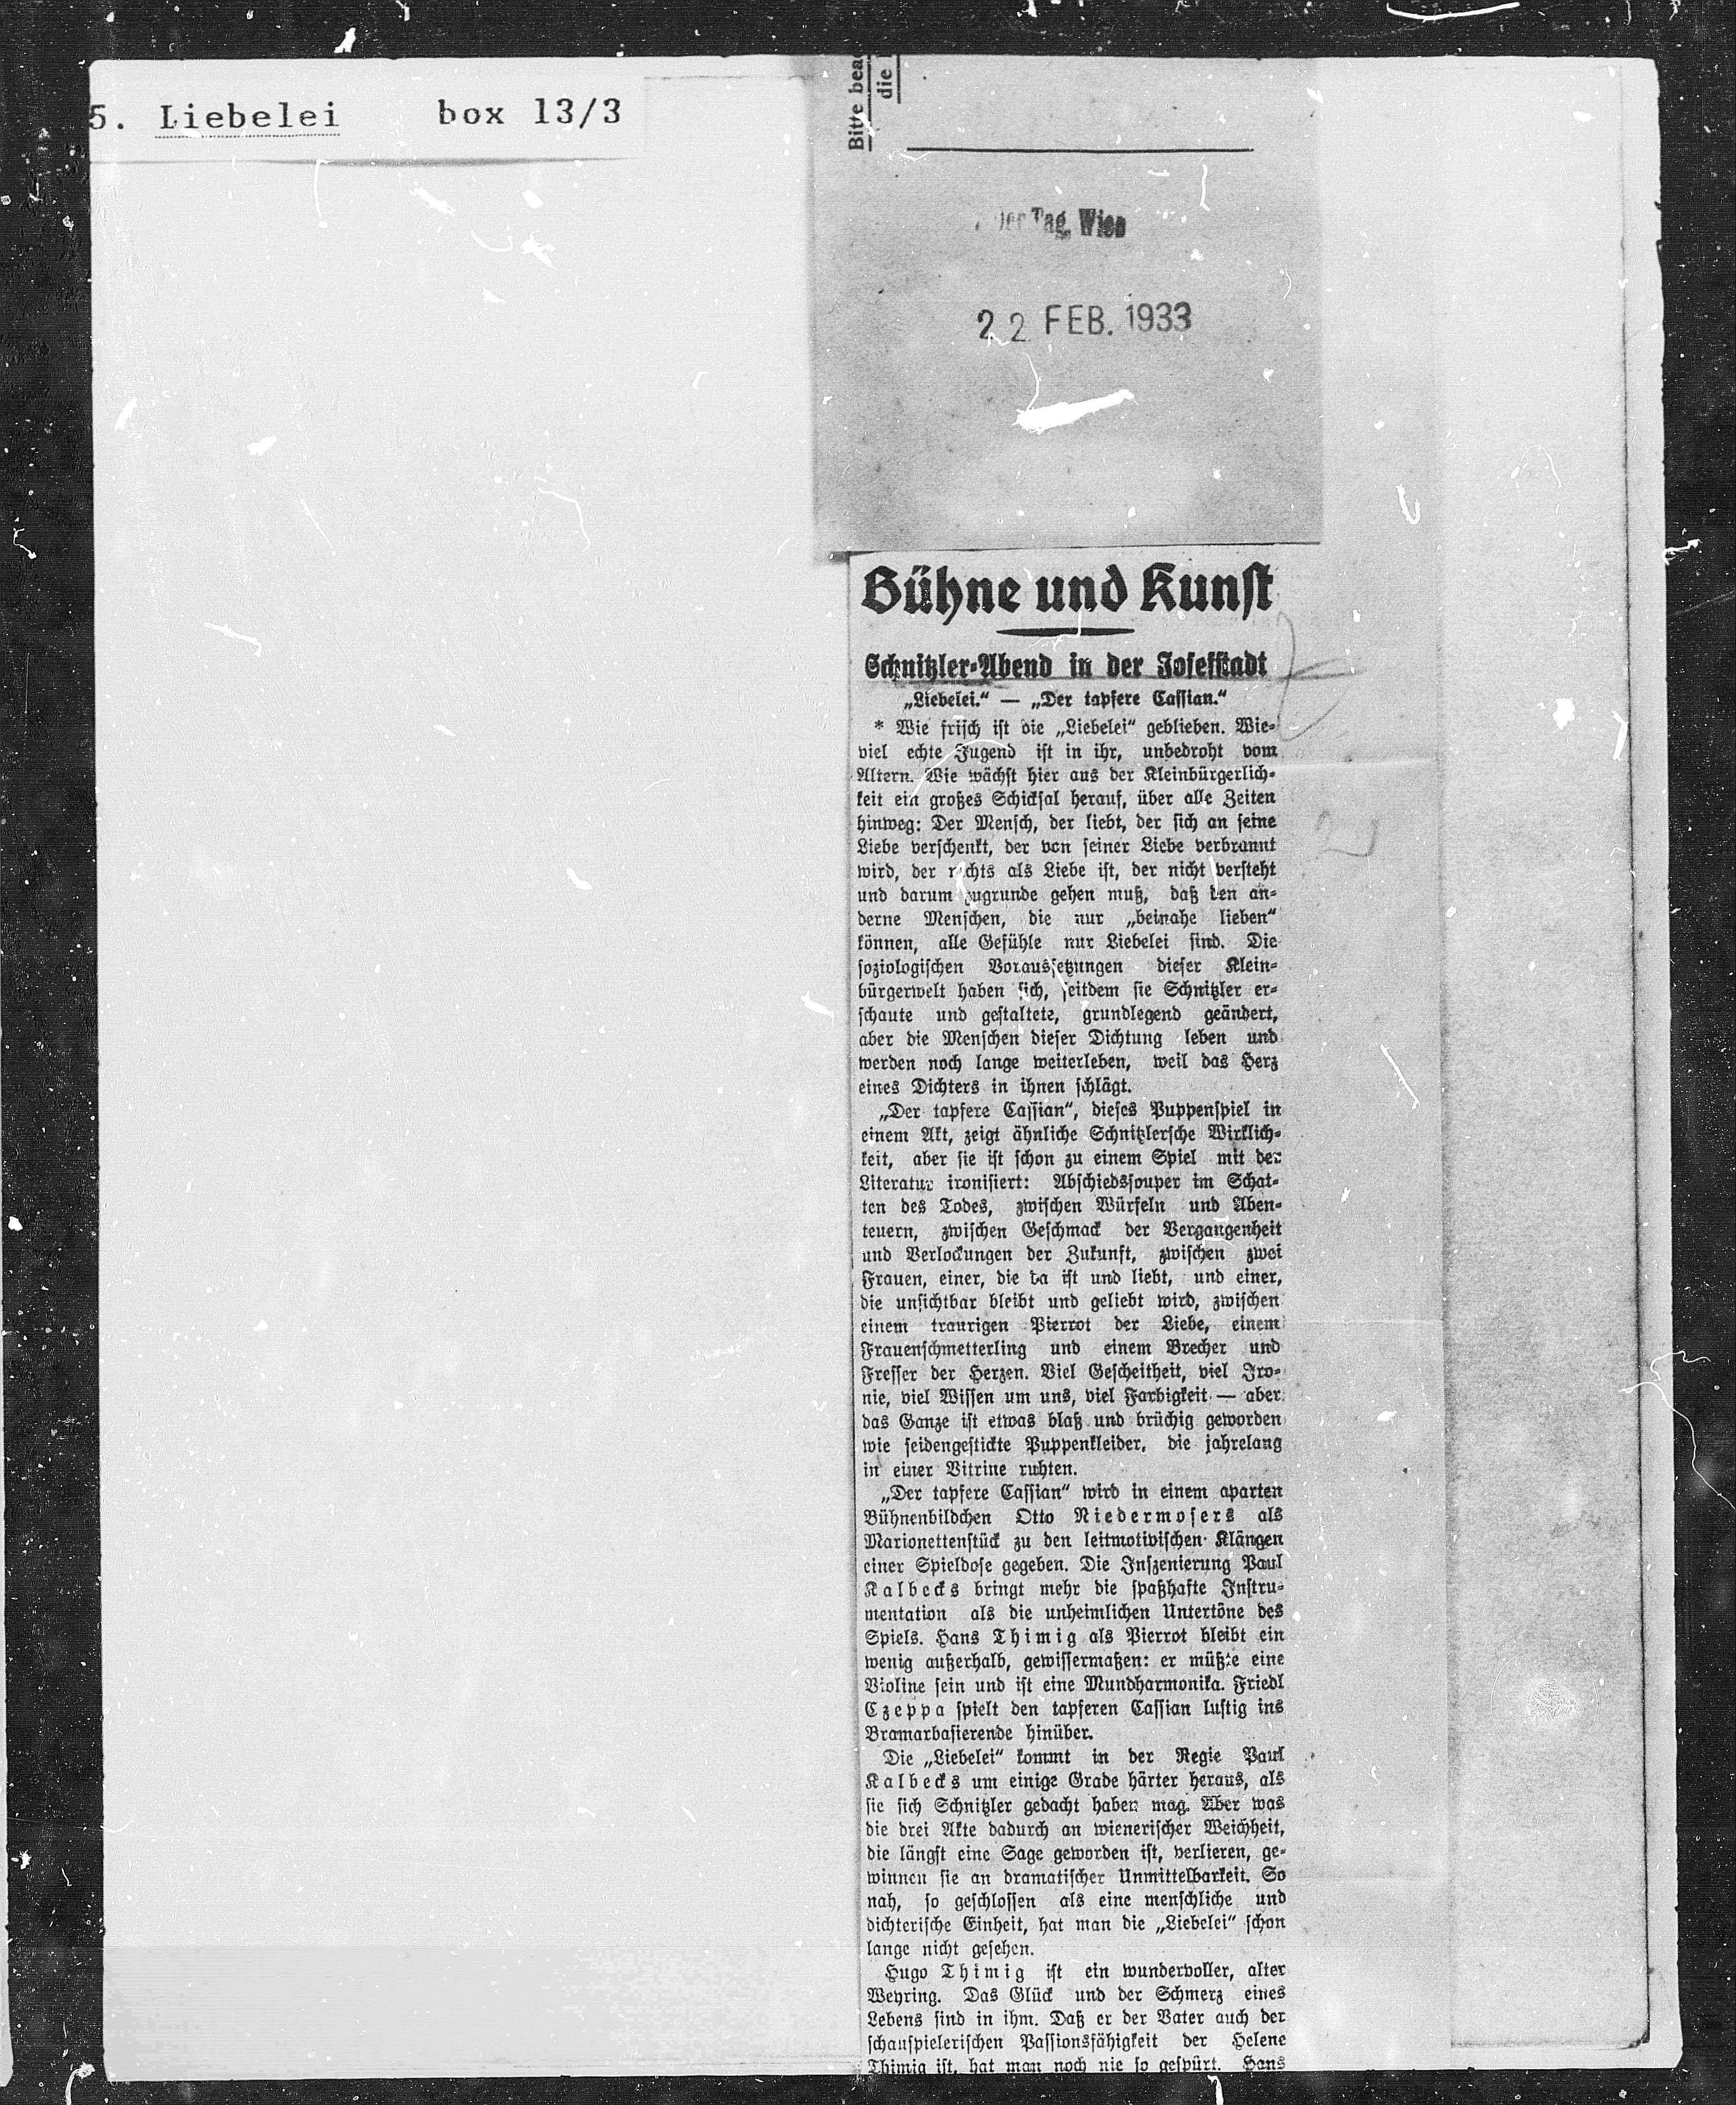 5. Liebelei box 13/3
Bitte bea
die
Der Tag, Wien
22 FEB. 1933
Bühne und Kunst
Schnitzler-Abend in der Josefstadt
„Liebelei.“ — „Der tapfere Cassian.“
* Wie frisch ist die „Liebelei“ geblieben. Wie-
viel echte Jugend ist in ihr, unbedroht vom
Altern. Wie wächst hier aus der Kleinbürgerlich-
keit ein großes Schicksal herauf, über alle Zeiten
hinweg: Der Mensch, der liebt, der sich an seine
Liebe verschenkt, der von seiner Liebe verbrannt
wird, der nichts als Liebe ist, der nicht versteht
und darum zugrunde gehen muß, daß den an-
derne Menschen, die nur „beinahe lieben“
können, alle Gefühle nur Liebelei sind. Die
soziologischen Voraussetzungen dieser Klein-
bürgerwelt haben sich, seitdem sie Schnitzler er-
schaute und gestaltete, grundlegend geändert,
aber die Menschen dieser Dichtung leben und
werden noch lange weiterleben, weil das Herz
eines Dichters in ihnen schlägt.
„Der tapfere Cassian“, dieses Puppenspiel in
einem Akt, zeigt ähnliche Schnitzlersche Wirklich-
keit, aber sie ist schon zu einem Spiel mit der
Literatur ironisiert: Abschiedssouper im Schat-
ten des Todes, zwischen Würfeln und Aben-
teuern, zwischen Geschmack der Vergangenheit
und Verlockungen der Zukunft, zwischen zwei
Frauen, einer, die da ist und liebt, und einer,
die unsichtbar bleibt und geliebt wird, zwischen
einem traurigen Pierrot der Liebe, einem
Frauenschmetterling und einem Brecher und
Fresser der Herzen. Viel Gescheitheit, viel Iro-
nie, viel Wissen um uns, viel Farbigkeit — aber
das Ganze ist etwas blaß und brüchig geworden
wie seidengestickte Puppenkleider, die jahrelang
in einer Vitrine ruhten.
„Der tapfere Cassian“ wird in einem aparten
Bühnenbildchen Otto Niedermosers als
Marionettenstück zu den leitmotivischen Klängen
einer Spieldose gegeben. Die Inszenierung Paul
Kalbecks bringt mehr die spaßhafte Instru-
mentation als die unheimlichen Untertöne des
Spiels. Hans Thimig als Pierrot bleibt ein
wenig außerhalb, gewissermaßen: er müßte eine
Violine sein und ist eine Mundharmonika. Friedl
Czeppa spielt den tapferen Cassian lustig ins
Bramarbasierende hinüber.
Die „Liebelei“ kommt in der Regie Paul
Kalbecks um einige Grade härter heraus, als
sie sich Schnitzler gedacht haben mag. Aber was
die drei Akte dadurch an wienerischer Weichheit,
die längst eine Sage geworden ist, verlieren, ge-
winnen sie an dramatischer Unmittelbarkeit. So
nah, so geschlossen als eine menschliche und
dichterische Einheit, hat man die „Liebelei“ schon
lange nicht gesehen.
Hugo Thimig ist ein wundervoller, alter
Weyring. Das Glück und der Schmerz eines
Lebens sind in ihm. Daß er der Vater auch der
schauspielerischen Passionsfähigkeit der Helene
Thimig ist, hat man noch nie so gespürt. Hans